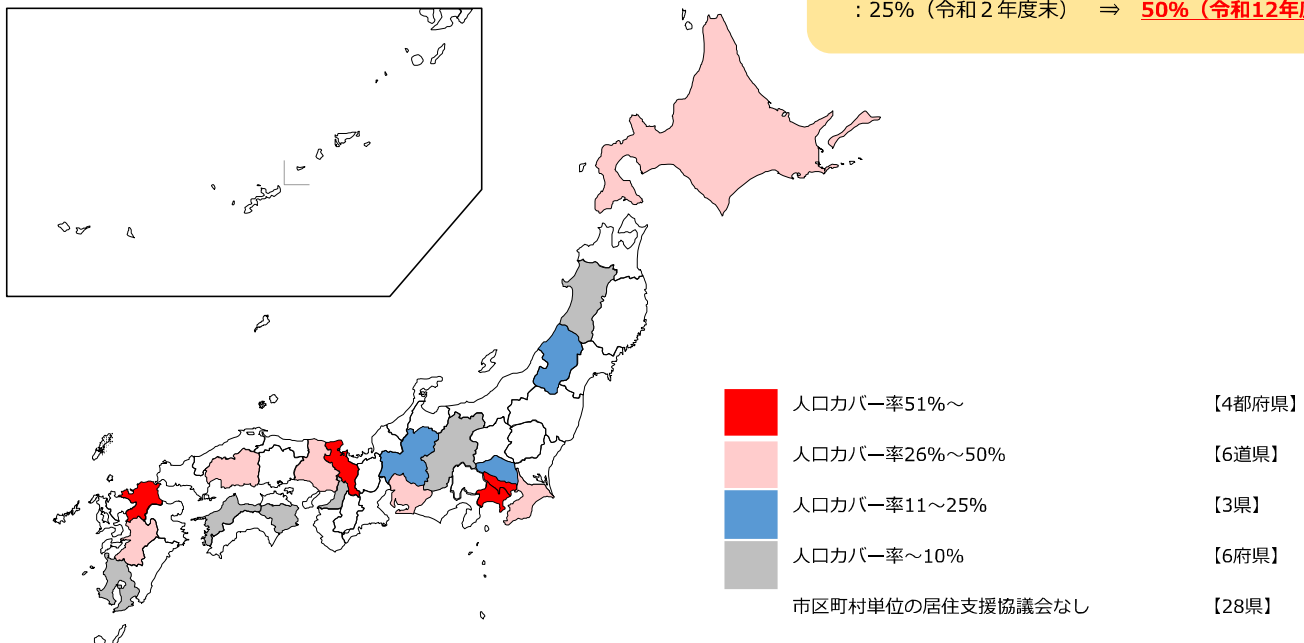 ：25%（令和２年度末）　⇒　50%（令和12年
人口カバー率51%～　【4都府県】
人口カバー率26%～50%　【6道県】
人口カバー率11～25%　【3県】
人口カバー率～10%　【6府県】
市区町村単位の居住支援協議会なし　【28県】